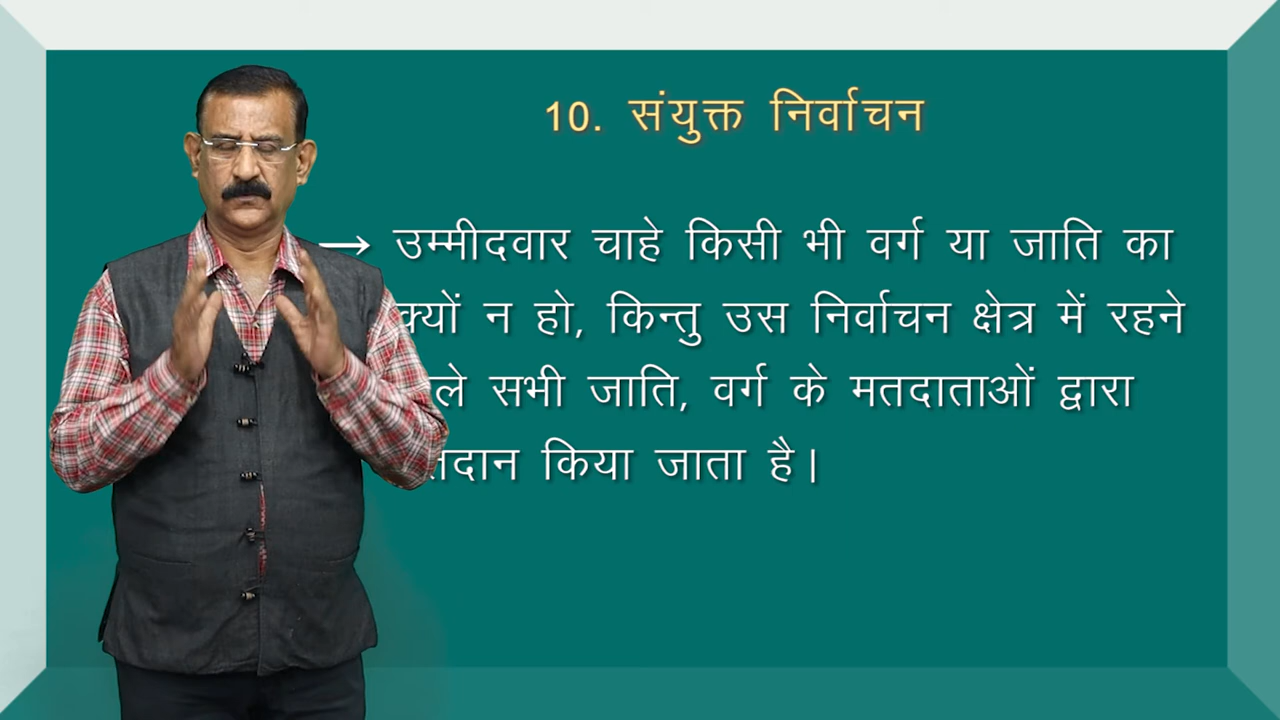 10. संयुक्त निर्वाचन
→ उम्मीदवार चाहे किसी भी वर्ग या जाति का
क्यों न हो, किन्तु उस निर्वाचन क्षेत्र में रहने
सभी जाति, वर्ग के मतदाताओं द्वारा
किया जाता है।